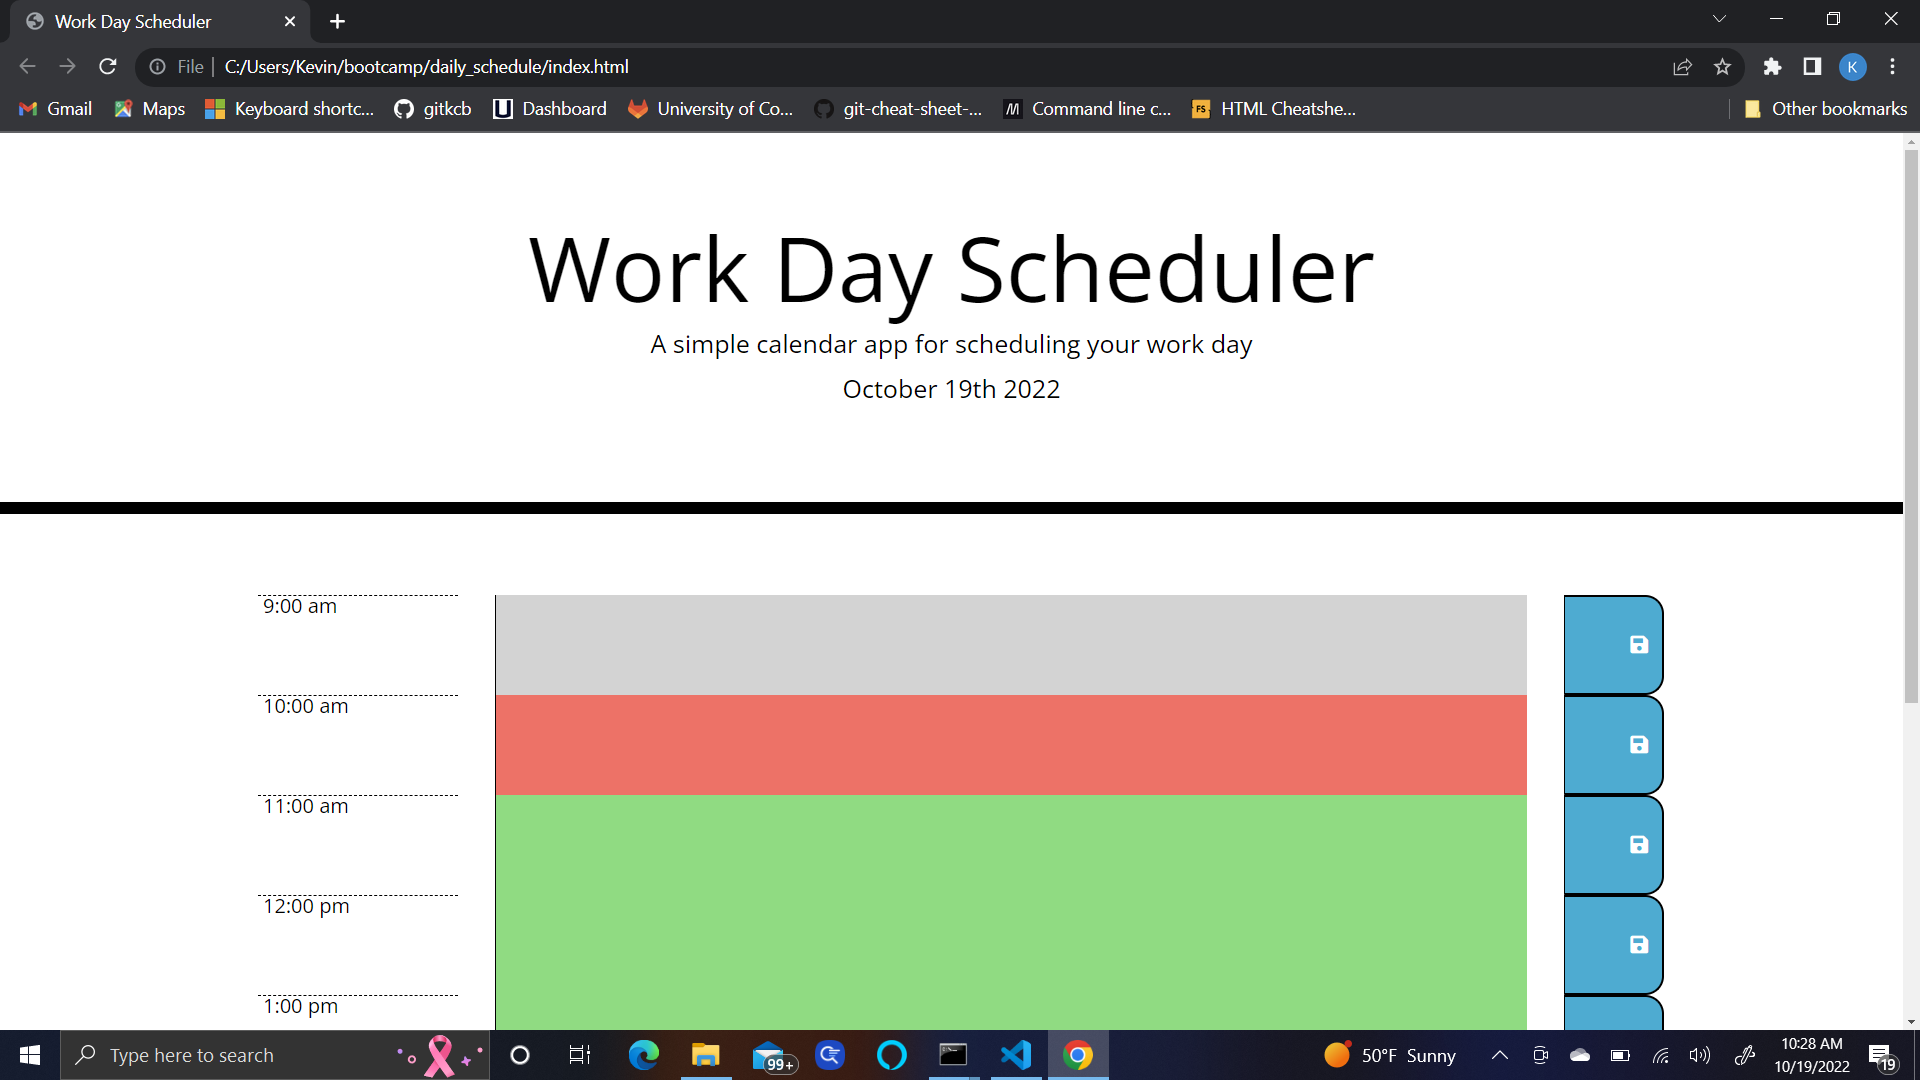 Work Day Scheduler
File
C:/Users/Kevin/bootcamp/daily_schedule/index.html
K
Gmail
Maps
Keyboard shortc...
gitkcb
Dashboard
University of Co...
git-cheat-sheet-...
Command line c...
FS
HTML Cheatshe...
Other bookmarks
Work Day Scheduler
A simple calendar app for scheduling your work day
October 19th 2022
9:00 am
10:00 am
11:00 am
12:00 pm
1:00 pm
Type here to search
99+
50°F Sunny
10:28 AM
10/19/2022
19